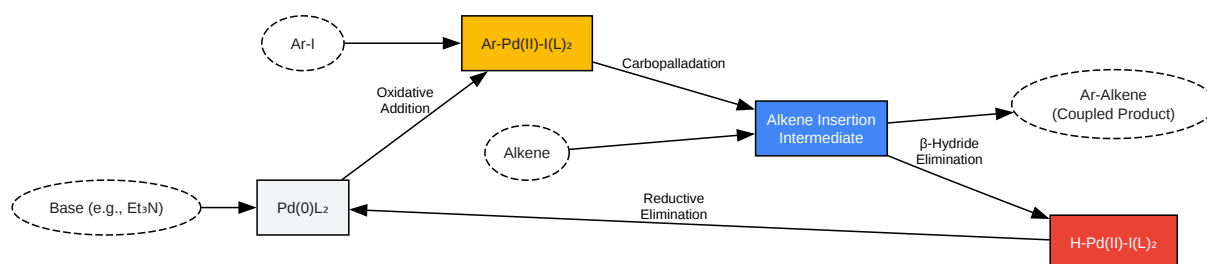 Ar-I
Ar-Pd(II)-I(L)₂
Oxidative
Addition
Carbopalladation
Alkene Insertion
Intermediate
Ar-Alkene
(Coupled Product)
Alkene
β-Hydride
Elimination
Base (e.g., Et₃N)
Pd(0)L₂
Reductive
Elimination
H-Pd(II)-I(L)₂